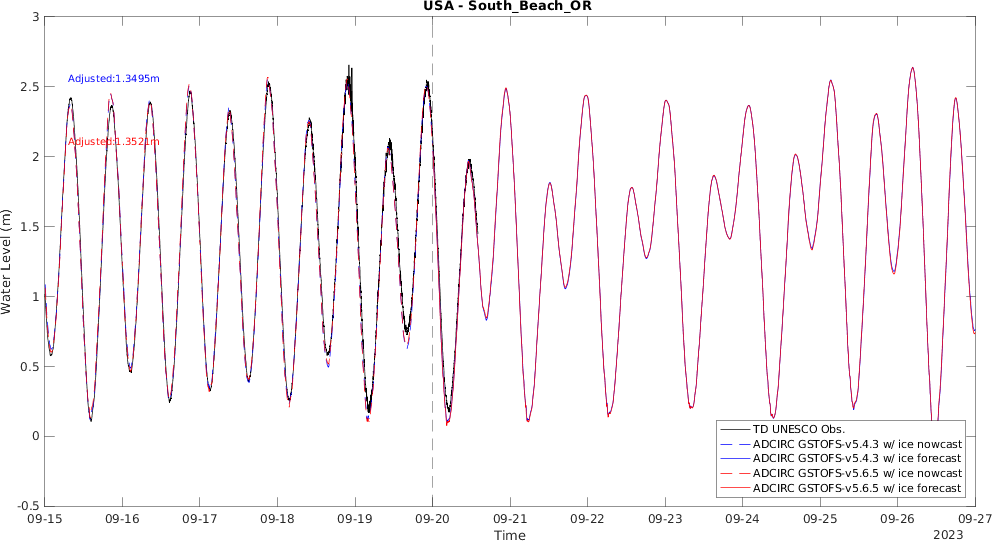 USA - South_Beach_OR
3
2.5
2
1.5
1
0.5
0
-0.5
Water Level (m)
Adjusted:1.3495m
Adjusted:1.3521m
TD UNESCO Obs.
ADCIRC GSTOFS-v5.4.3 w/ ice nowcast
ADCIRC GSTOFS-v5.4.3 w/ ice forecast
ADCIRC GSTOFS-v5.6.5 w/ ice nowcast
ADCIRC GSTOFS-v5.6.5 w/ ice forecast
09-15 09-16 09-17 09-18 09-19 09-20 09-21 09-22 09-23 09-24 09-25 09-26 09-27
Time
2023